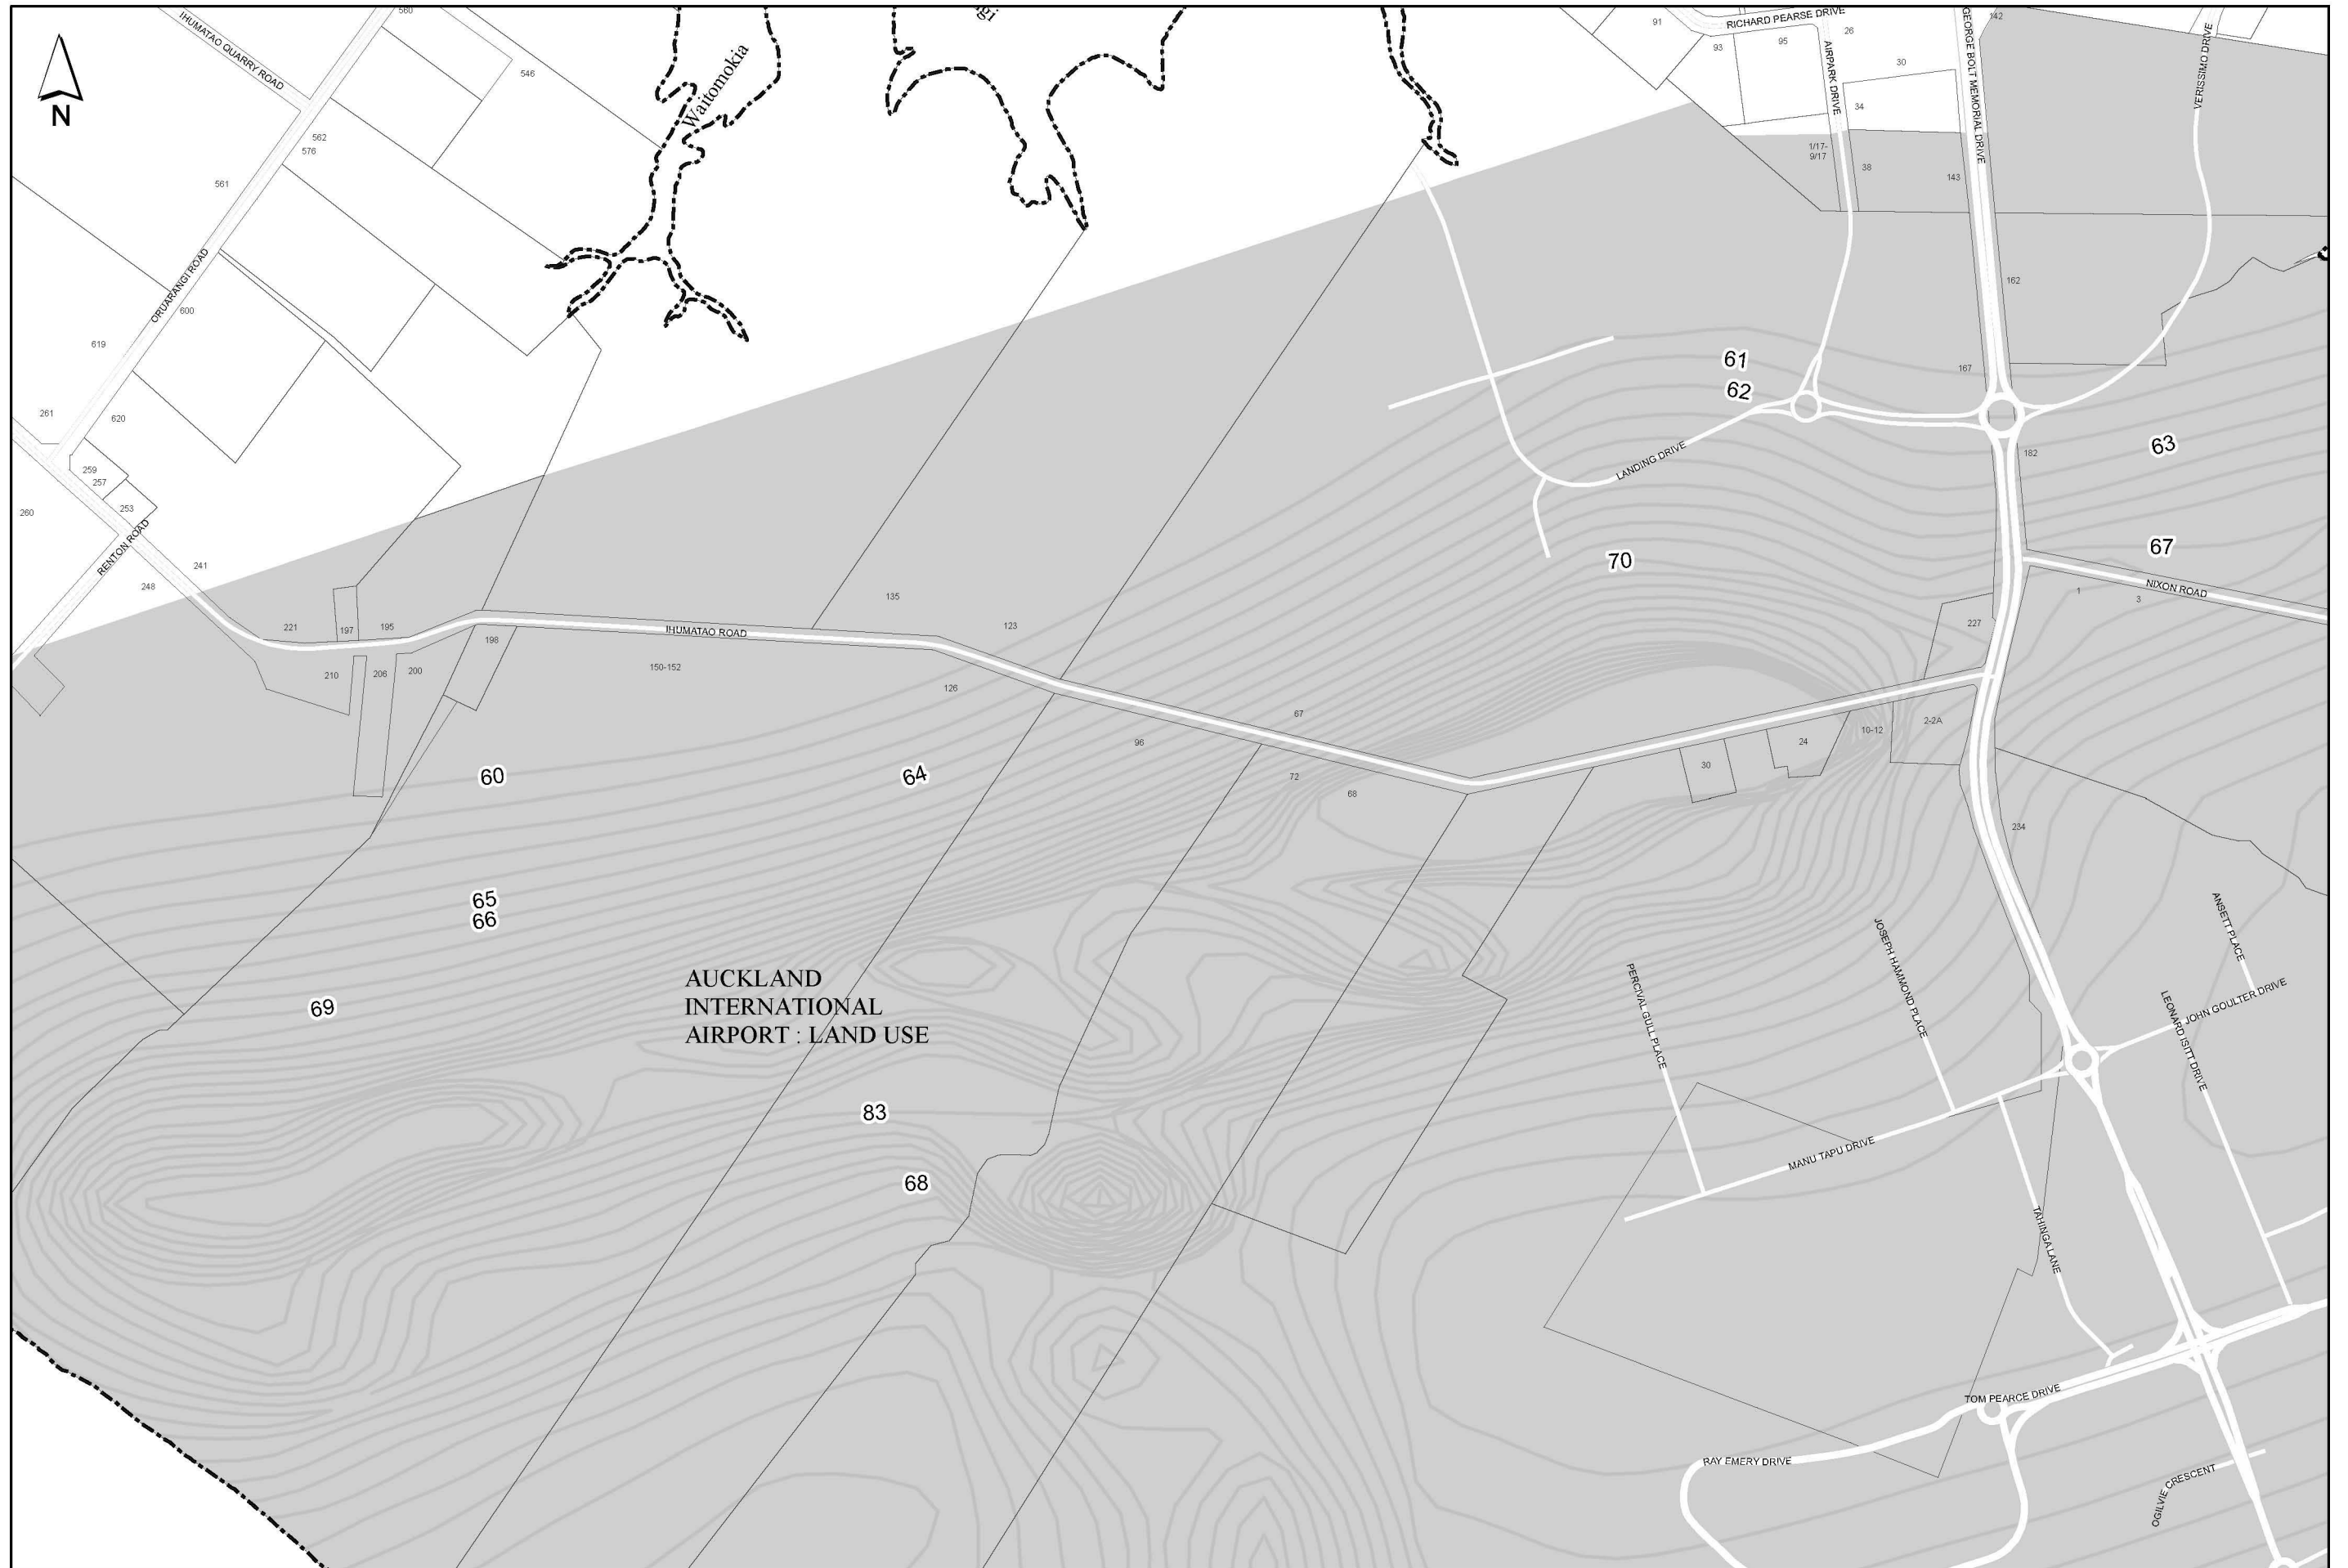 IHUMATAO QUARRY ROAD
580
546
Waitomokia
gi
91
RICHARD PEARSE DRIVE
93
95
26
142
30
AIRPARK DRIVE
34
GEORGE BOLT MEMORIAL DRIVE
VERISSIMO DRIVE
N
562
576
561
1/17-
9/17
38
143
ORUARANGI ROAD
600
619
162
61
62
167
261
620
63
182
LANDING DRIVE
259
257
253
260
RENTON ROAD
67
70
241
248
NIXON ROAD
1
3
135
123
227
221
197
195
198
IHUMATAO ROAD
210
206
200
150-152
126
67
96
72
68
2-2A
10-12
24
30
60
64
234
65
66
69
AUCKLAND
INTERNATIONAL
AIRPORT : LAND USE
PERCIVAL GULL PLACE
JOSEPH HAMMOND PLACE
ANSETT PLACE
LEONARD ISITT DRIVE
JOHN GOULTER DRIVE
83
68
MANU TAPU DRIVE
TAHINGA LANE
TOM PEARCE DRIVE
RAY EMERY DRIVE
OGILVIE CRESCENT